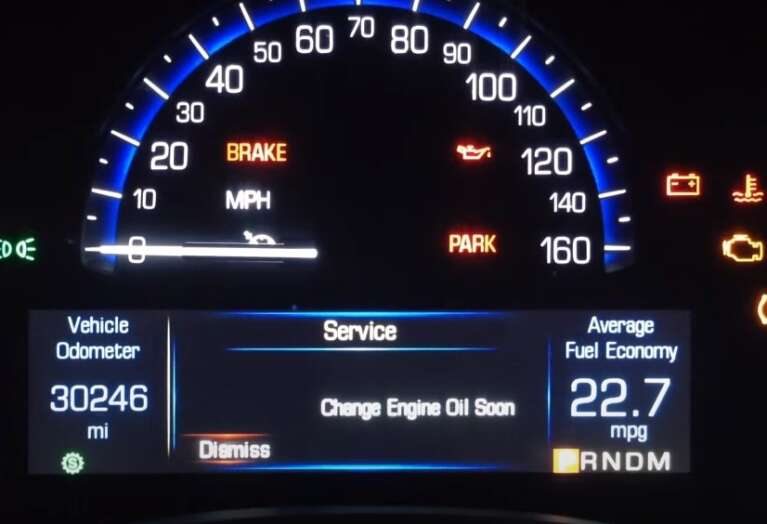 70
60
80
50
90
40
100
30
110
20
BRAKE
120
10
MPH
140
0
PARK
160
Vehicle
Odometer
30246
mi
Service
Change Engine Oil Soon
Dismiss
Average
Fuel Economy
22.7
mpg
PRNDM
S